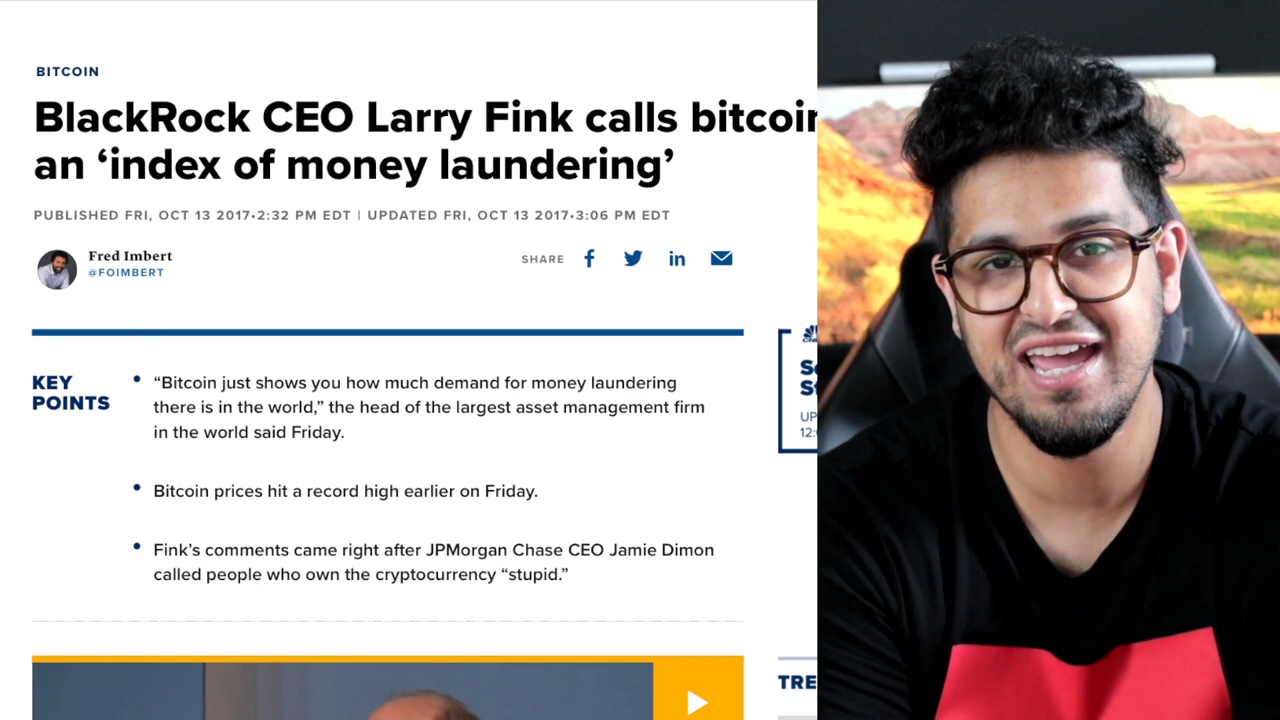 BITCOIN
BlackRock CEO Larry Fink calls bitcoin
an ‘index of money laundering’
PUBLISHED FRI, OCT 13 2017•2:32 PM EDT | UPDATED FRI, OCT 13 2017•3:06 PM EDT
Fred Imbert
@FOIMBERT
SHARE
KEY
POINTS
• “Bitcoin just shows you how much demand for money laundering
there is in the world,” the head of the largest asset management firm
in the world said Friday.
• Bitcoin prices hit a record high earlier on Friday.
• Fink’s comments came right after JPMorgan Chase CEO Jamie Dimon
called people who own the cryptocurrency “stupid.”